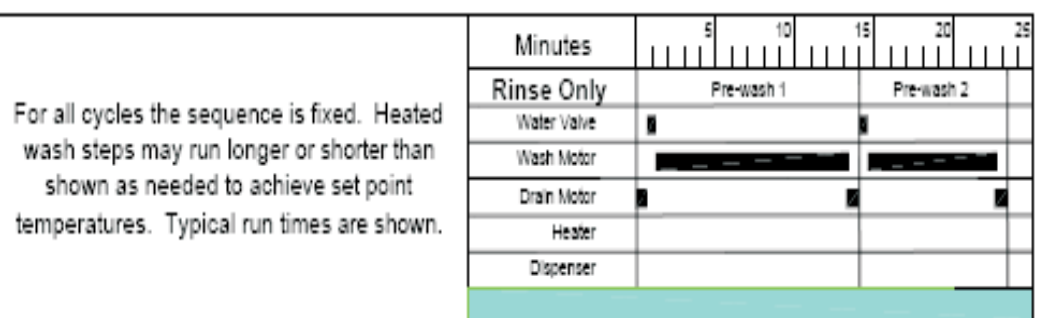 For all cycles the sequence is fixed. Heated
wash steps may run longer or shorter than
shown as needed to achieve set point
temperatures. Typical run times are shown.
Minutes
5 10 15 20 25
Rinse Only
Pre-wash 1
Pre-wash 2
Water Valve
Wash Motor
Drain Motor
Heater
Dispenser